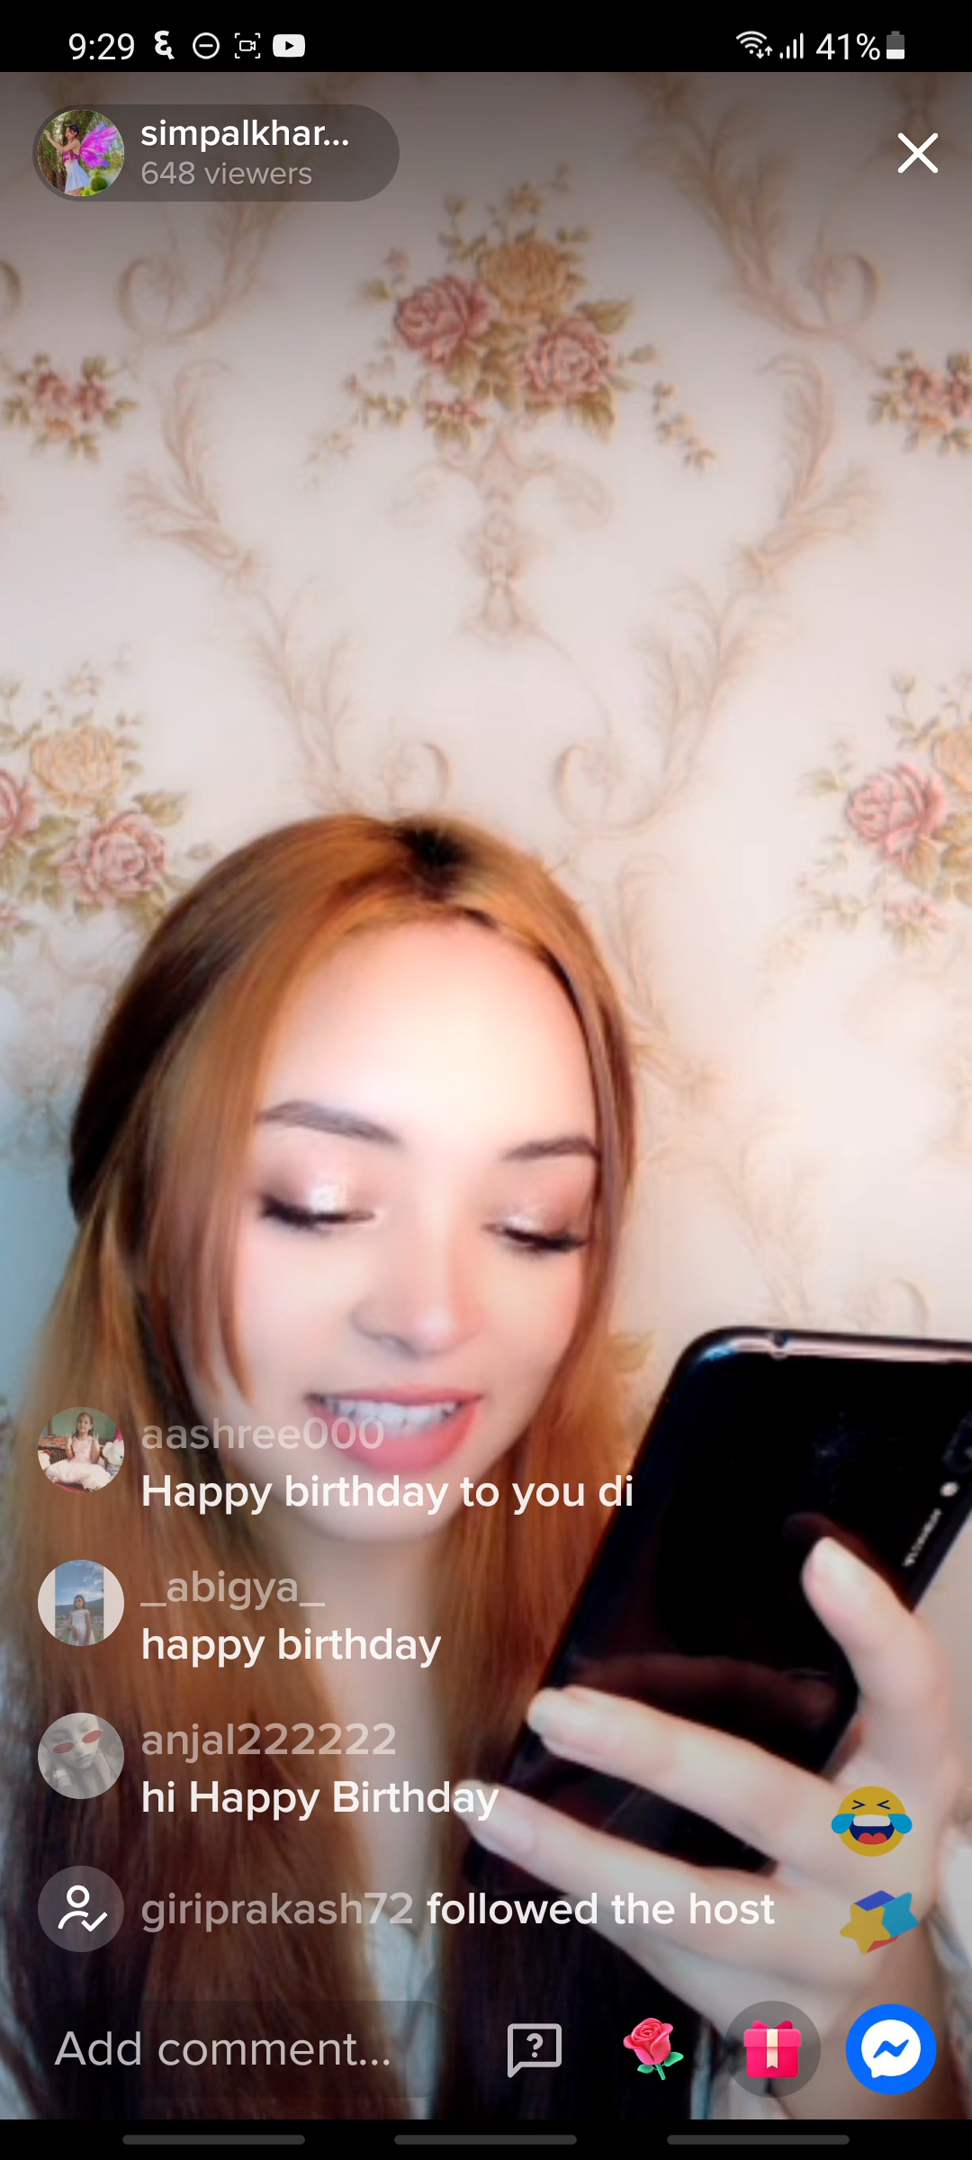 9:29
41%
simpalkhar...
648 viewers
aashree000
Happy birthday to you di
_abigya_
happy birthday
anjal222222
hi Happy Birthday
giriprakash72 followed the host
Add comment...